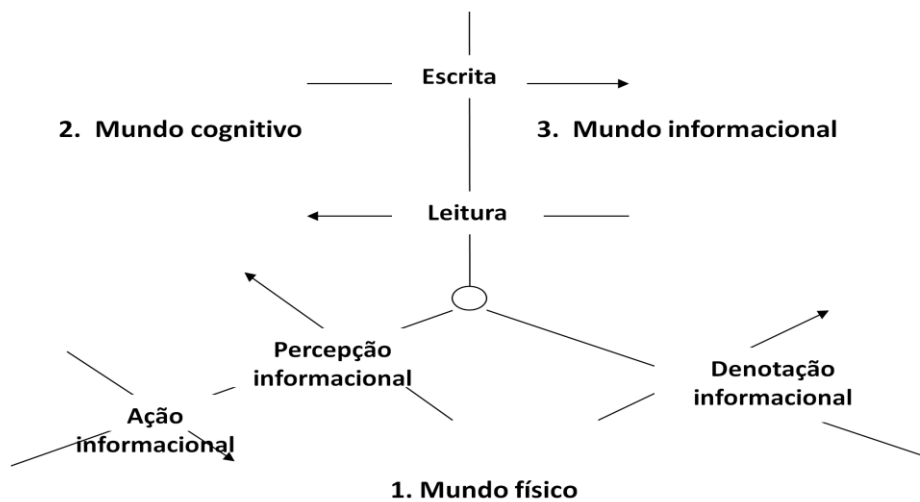 Escrita
2. Mundo cognitivo
3. Mundo informacional
Leitura
Percepção
informacional
Denotação
informacional
Ação
informacional
1. Mundo físico